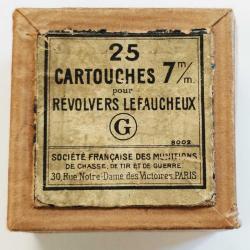 25
CARTOUCHES 7 m/m.
pour
REVOLVERS LEFAUCHEUX
G
8002
SOCIÉTÉ FRANÇAISE DES MUNITIONS
DE CHASSE, DE TIR ET DE GUERRE
30, Rue Notre-Dame des Victoires, PARIS